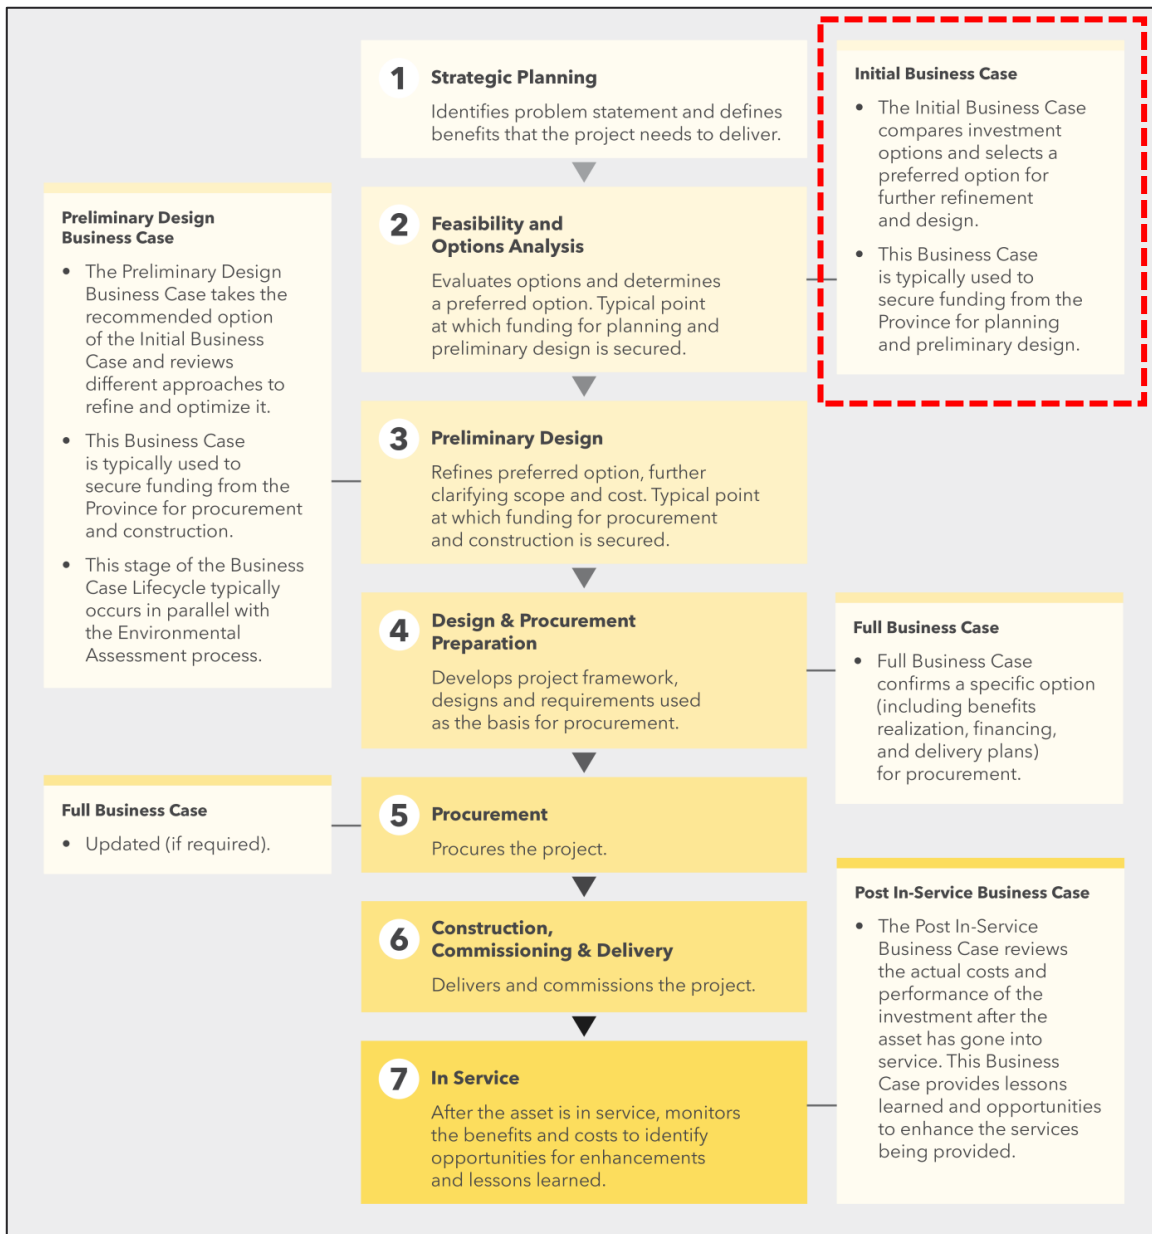 1 Strategic Planning
Identifies problem statement and defines
benefits that the project needs to deliver.
Initial Business Case
• The Initial Business Case
compares investment
options and selects a
preferred option for
further refinement
and design.
• This Business Case
is typically used to
secure funding from the
Province for planning
and preliminary design.
2 Feasibility and
Options Analysis
Evaluates options and determines
a preferred option. Typical point
at which funding for planning and
preliminary design is secured.
Preliminary Design
Business Case
• The Preliminary Design
Business Case takes the
recommended option
of the Initial Business
Case and reviews
different approaches to
refine and optimize it.
• This Business Case
is typically used to
secure funding from the
Province for procurement
and construction.
• This stage of the Business
Case Lifecycle typically
occurs in parallel with
the Environmental
Assessment process.
3 Preliminary Design
Refines preferred option, further
clarifying scope and cost. Typical point
at which funding for procurement
and construction is secured.
4 Design & Procurement
Preparation
Develops project framework,
designs and requirements used
as the basis for procurement.
Full Business Case
• Full Business Case
confirms a specific option
(including benefits
realization, financing,
and delivery plans)
for procurement.
Full Business Case
• Updated (if required).
5 Procurement
Procures the project.
6 Construction,
Commissioning & Delivery
Delivers and commissions the project.
Post In-Service Business Case
• The Post In-Service
Business Case reviews
the actual costs and
performance of the
investment after the
asset has gone into
service. This Business
Case provides lessons
learned and opportunities
to enhance the services
being provided.
7 In Service
After the asset is in service, monitors
the benefits and costs to identify
opportunities for enhancements
and lessons learned.